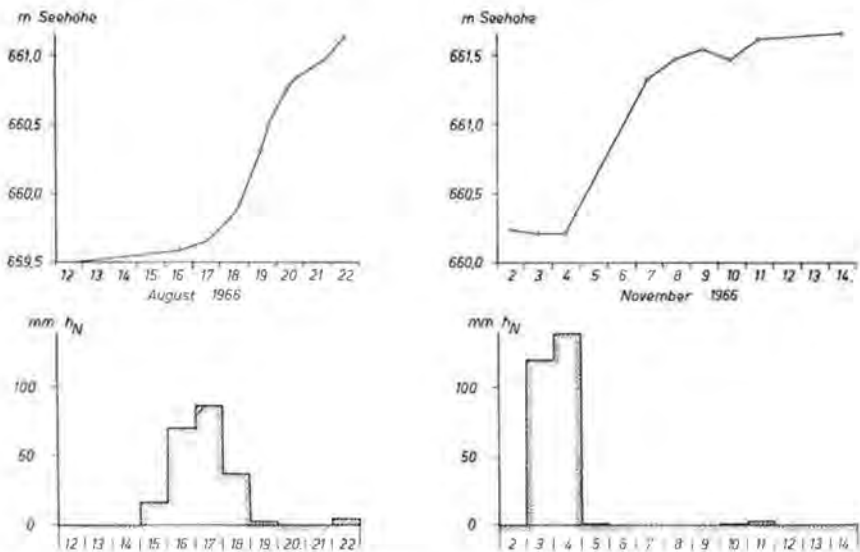 m Seehöhe
661,0
660,5
660,0
659,5
12 13 14 15 16 17 18 19 20 21 22
August 1966
m Seehöhe
661,5
661,0
660,5
660,0
2 3 4 5 6 7 8 9 10 11 12 13 14
November 1966
mm hN
100
50
0
12 | 13 | 14 | 15 | 16 | 17 | 18 | 19 | 20 | 21 | 22
mm hN
100
50
0
2 | 3 | 4 | 5 | 6 | 7 | 8 | 9 | 10 | 11 | 12 | 13 | 14